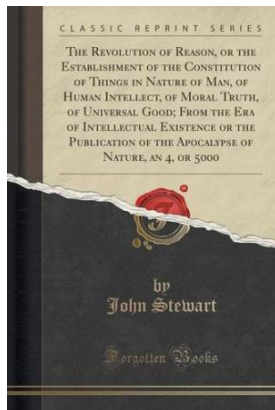 CLASSIC REPRINT SERIES
THE REVOLUTION OF REASON, OR THE
ESTABLISHMENT OF THE CONSTITUTION
OF THINGS IN NATURE OF MAN, OF
HUMAN INTELLECT, OF MORAL TRUTH,
OF UNIVERSAL GOOD; FROM THE ERA
OF INTELLECTUAL EXISTENCE OR THE
PUBLICATION OF THE APOCALYPSE OF
NATURE, AN 4, OR 5000
by
John Stewart
Forgotten Books